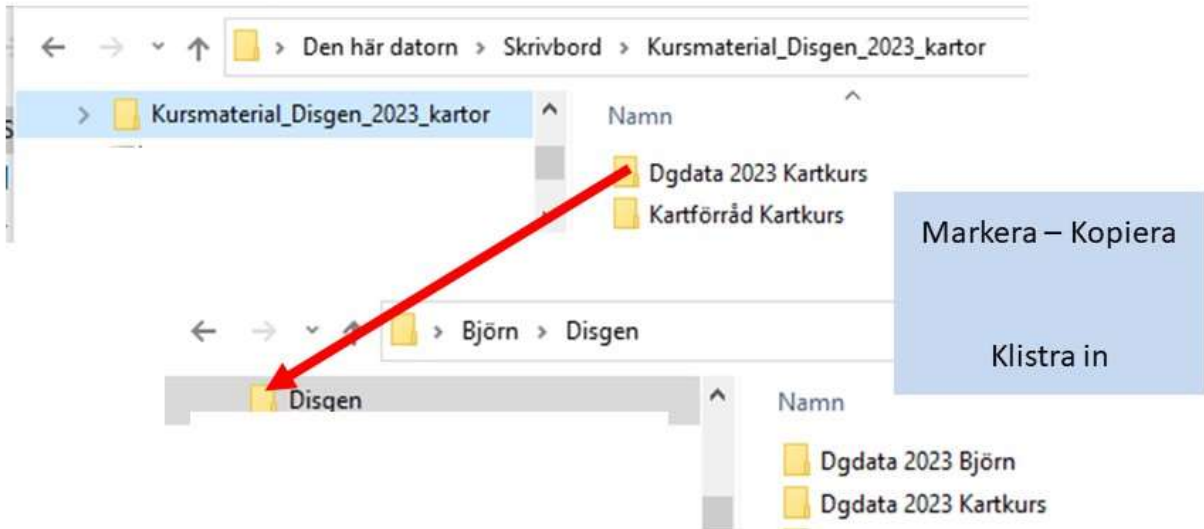 Den här datorn > Skrivbord > Kursmaterial_Disgen_2023_kartor
Kursmaterial_Disgen_2023_kartor
Namn
Dgdata 2023 Kartkurs
Kartförråd Kartkurs
Markera – Kopiera
Klistra in
Björn > Disgen
Disgen
Namn
Dgdata 2023 Björn
Dgdata 2023 Kartkurs